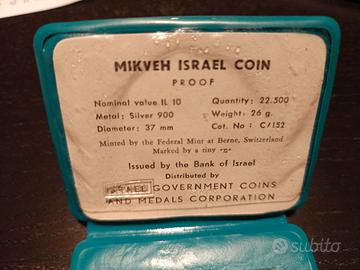 MIKVEH ISRAEL COIN
PROOF
Nominal value IL 10 Quantity: 22.500
Metal: Silver 900 Weight: 26 g.
Diameter: 37 mm Cat. No: C/152
Minted by the Federal Mint at Berne, Switzerland
Marked by a tiny "מ"
Issued by the Bank of Israel
Distributed by
ISRAEL GOVERNMENT COINS
AND MEDALS CORPORATION
subito